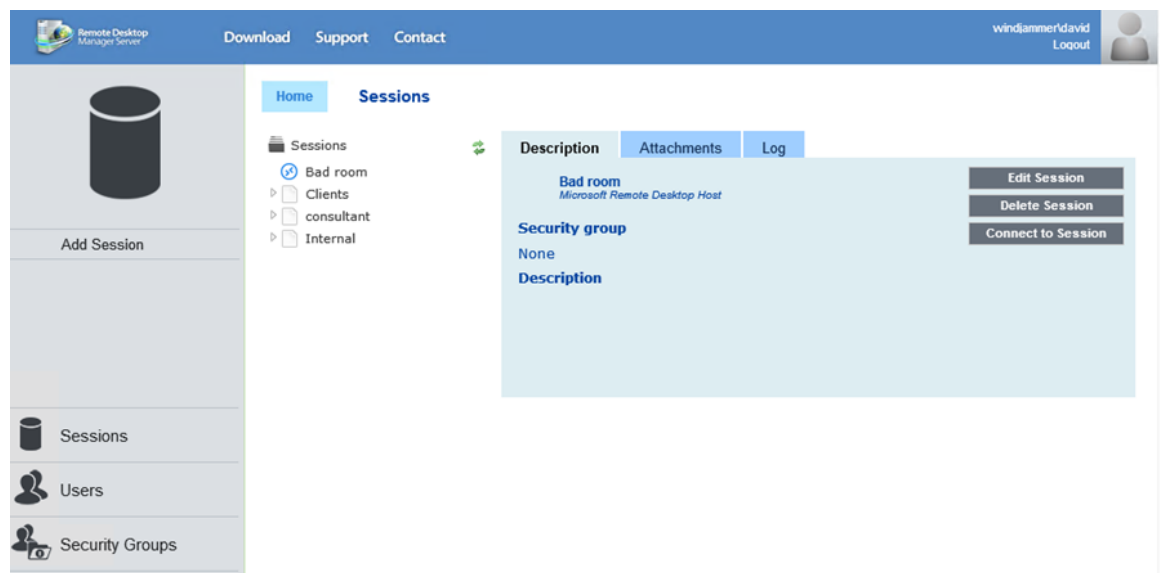 Remote Desktop
Manager Server
Download Support Contact
windjammer\david
Logout
Home Sessions
Sessions
Bad room
Clients
consultant
Internal
Description Attachments Log
Bad room
Microsoft Remote Desktop Host
Security group
None
Description
Edit Session
Delete Session
Connect to Session
Add Session
Sessions
Users
Security Groups